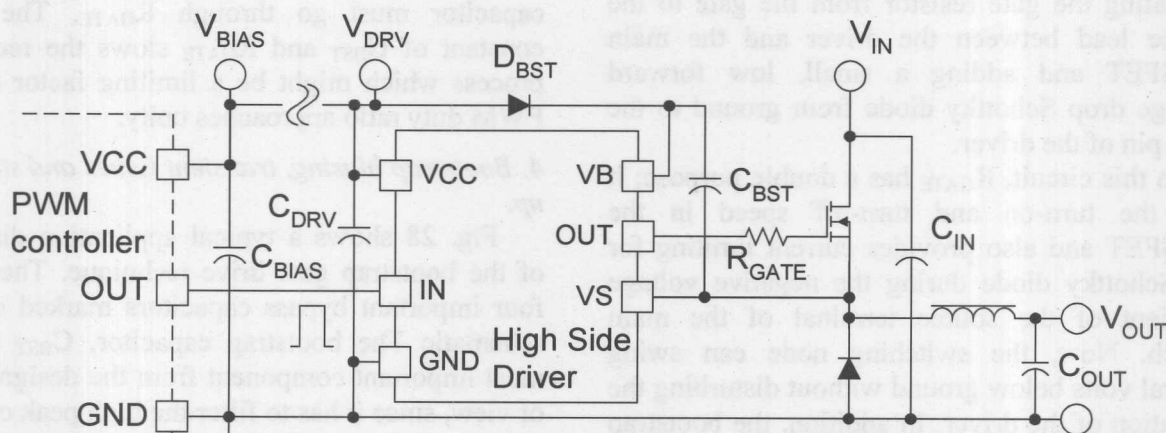 V_BIAS V_DRV D_BST V_IN
VCC VCC VB C_BST
PWM
controller C_DRV OUT C_IN
C_BIAS R_GATE
OUT IN VS
V_OUT
GND High Side
Driver C_OUT
GND